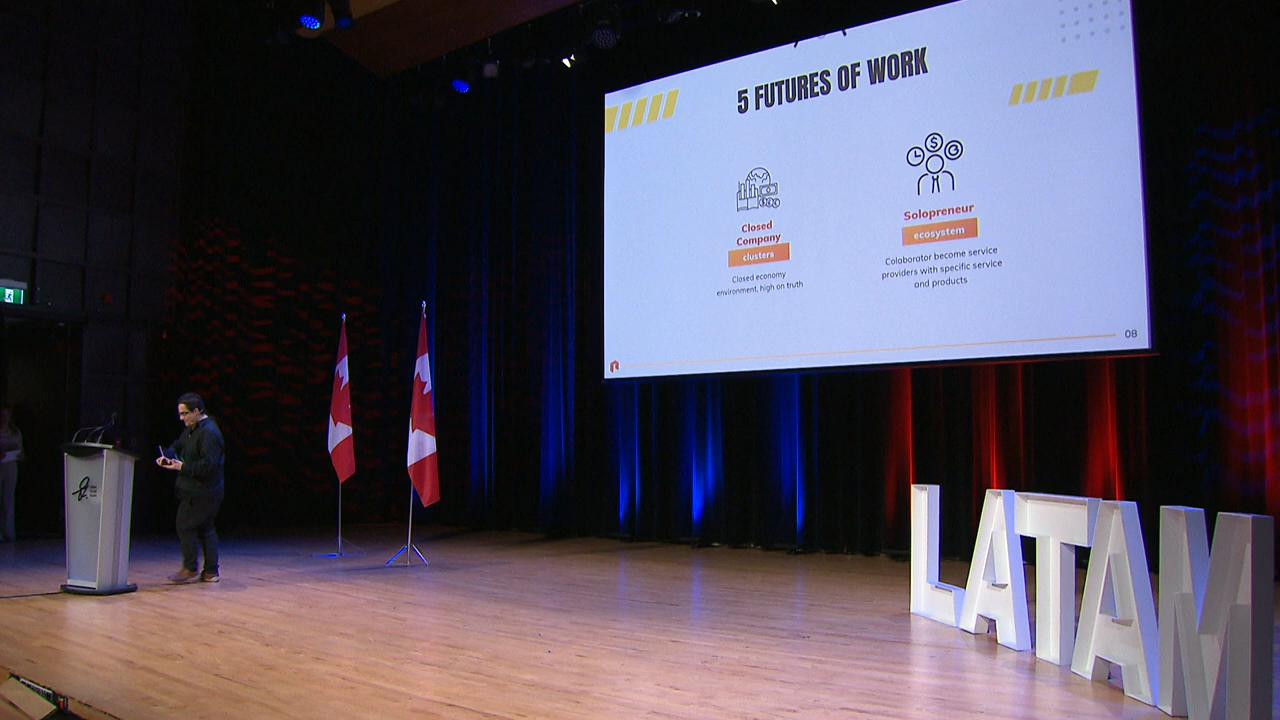 5 FUTURES OF WORK
Closed
Company
clusters
Closed economy
environment, high on truth
Solopreneur
ecosystem
Colaborator become service
providers with specific service
and products
08
LATAM